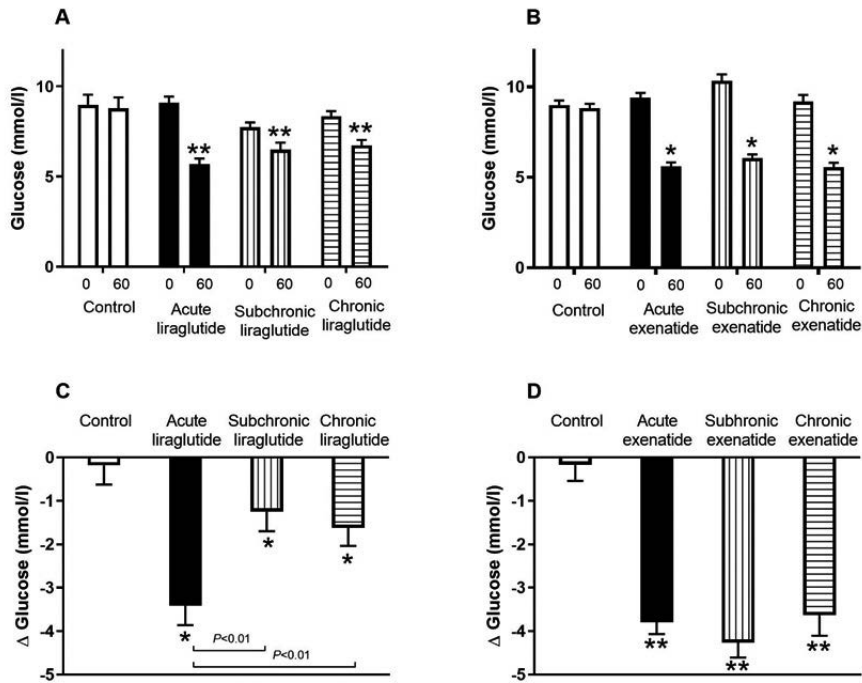 A
Glucose (mmol/l)
10
5
0
** ** **
0 60 0 60 0 60 0 60
Control
Acute
liraglutide
Subchronic
liraglutide
Chronic
liraglutide
B
Glucose (mmol/l)
10
5
0
* * *
0 60 0 60 0 60 0 60
Control
Acute
exenatide
Subchronic
exenatide
Chronic
exenatide
C
Control
Acute
liraglutide
Subchronic
liraglutide
Chronic
liraglutide
Δ Glucose (mmol/l)
0
-1
-2
-3
-4
-5
* * *
P<0.01
P<0.01
D
Control
Acute
exenatide
Subhronic
exenatide
Chronic
exenatide
Δ Glucose (mmol/l)
0
-1
-2
-3
-4
-5
** ** **